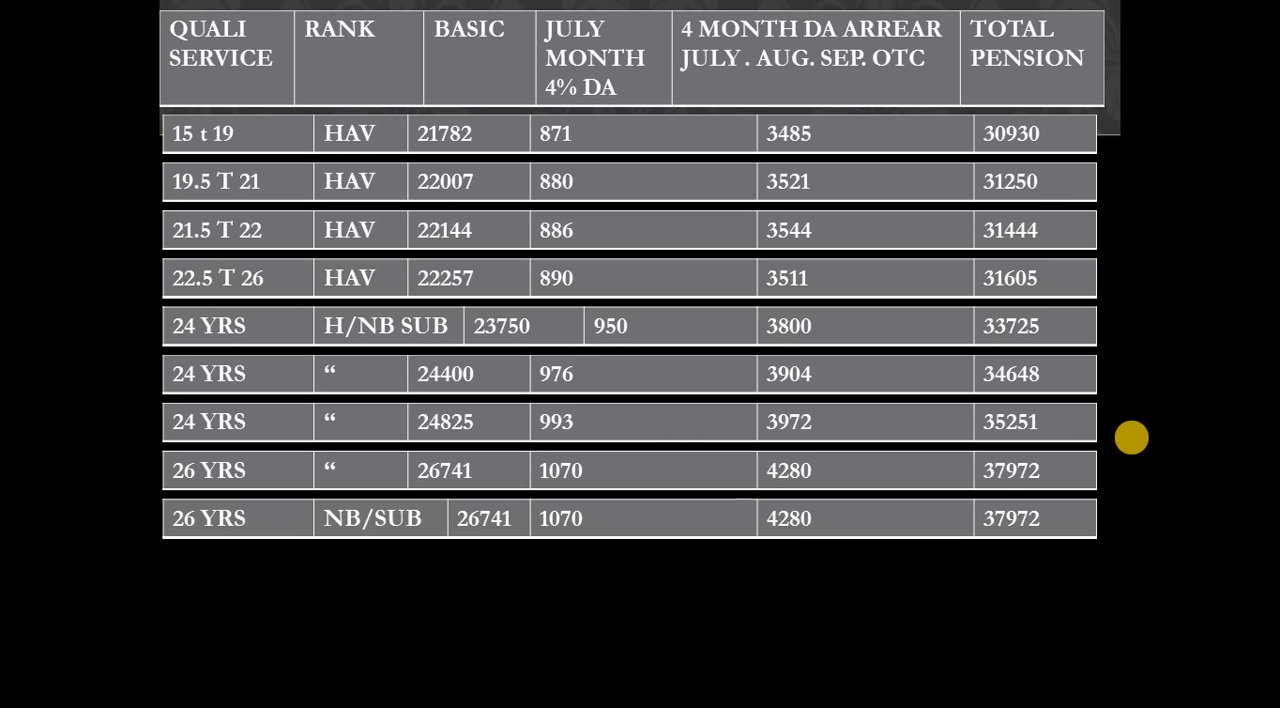 QUALI SERVICE RANK BASIC JULY MONTH 4% DA 4 MONTH DA ARREAR JULY . AUG. SEP. OTC TOTAL PENSION
15 t 19 HAV 21782 871 3485 30930
19.5 T 21 HAV 22007 880 3521 31250
21.5 T 22 HAV 22144 886 3544 31444
22.5 T 26 HAV 22257 890 3511 31605
24 YRS H/NB SUB 23750 950 3800 33725
24 YRS “ 24400 976 3904 34648
24 YRS “ 24825 993 3972 35251
26 YRS “ 26741 1070 4280 37972
26 YRS NB/SUB 26741 1070 4280 37972